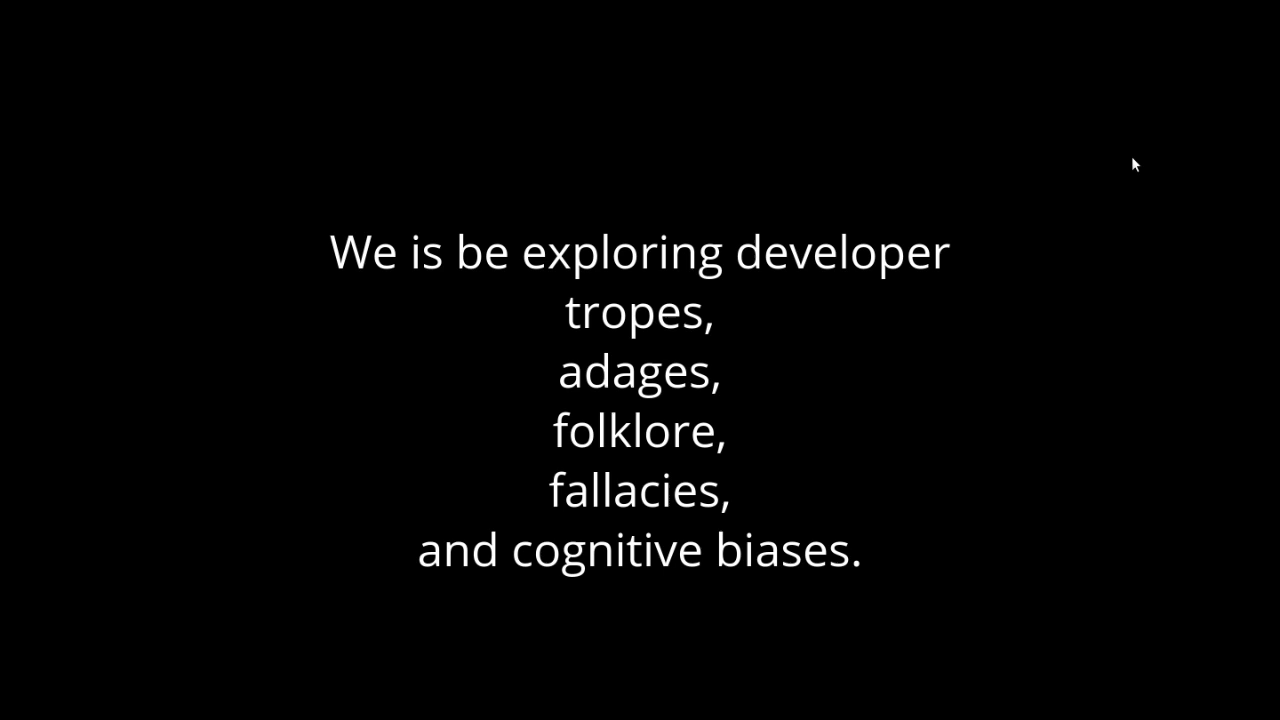 We is be exploring developer
tropes,
adages,
folklore,
fallacies,
and cognitive biases.